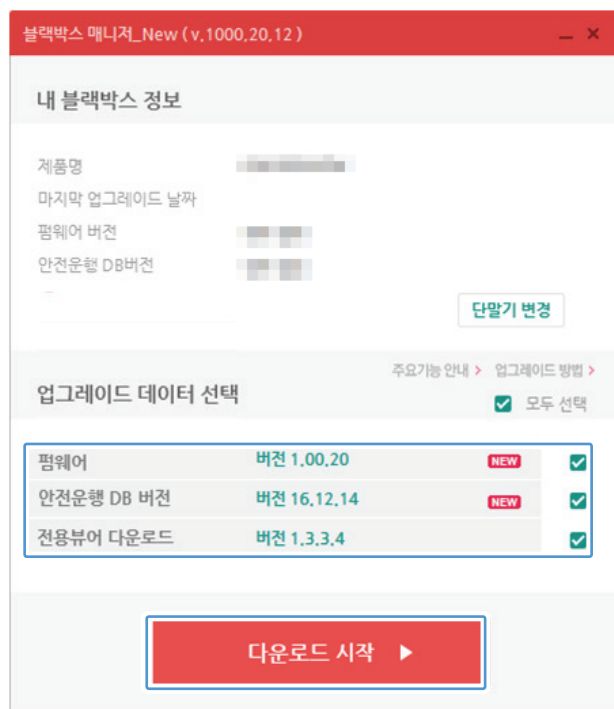 블랙박스 매니저_New ( v.1000.20.12 )
내 블랙박스 정보
제품명
마지막 업그레이드 날짜
펌웨어 버전
안전운행 DB버전
단말기 변경
주요기능 안내 > 업그레이드 방법 >
업그레이드 데이터 선택
모두 선택
펌웨어 버전 1.00.20 NEW
안전운행 DB 버전 버전 16.12.14 NEW
전용뷰어 다운로드 버전 1.3.3.4
다운로드 시작 ▶